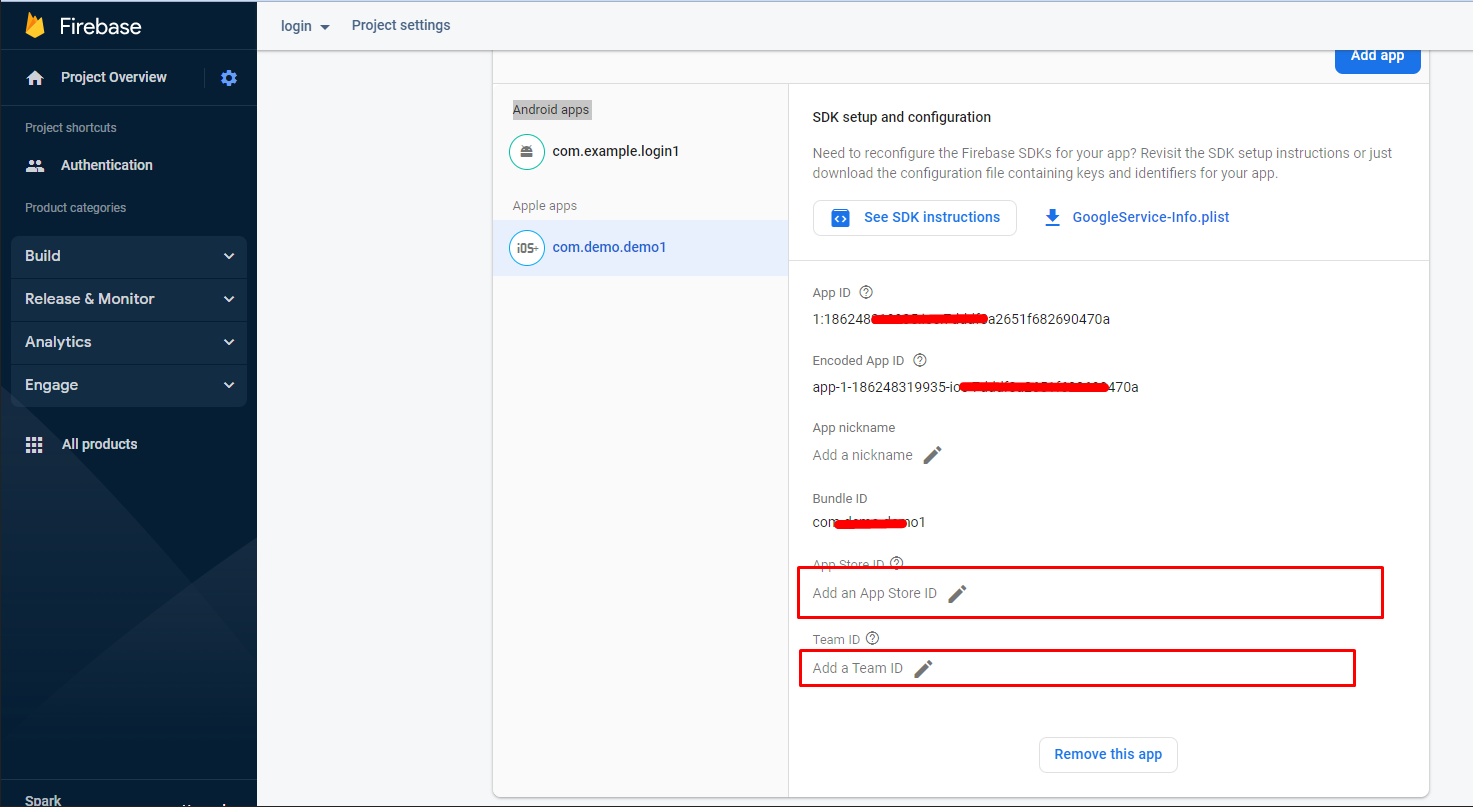 Firebase
login
Project settings
Project Overview
Add app
Project shortcuts
Authentication
Product categories
Build
Release & Monitor
Analytics
Engage
All products
Spark
Android apps
com.example.login1
Apple apps
iOS+
com.demo.demo1
SDK setup and configuration
Need to reconfigure the Firebase SDKs for your app? Revisit the SDK setup instructions or just
download the configuration file containing keys and identifiers for your app.
See SDK instructions
GoogleService-Info.plist
App ID
1:186248 a2651f682690470a
Encoded App ID
app-1-186248319935-io 470a
App nickname
Add a nickname
Bundle ID
com no1
App Store ID
Add an App Store ID
Team ID
Add a Team ID
Remove this app